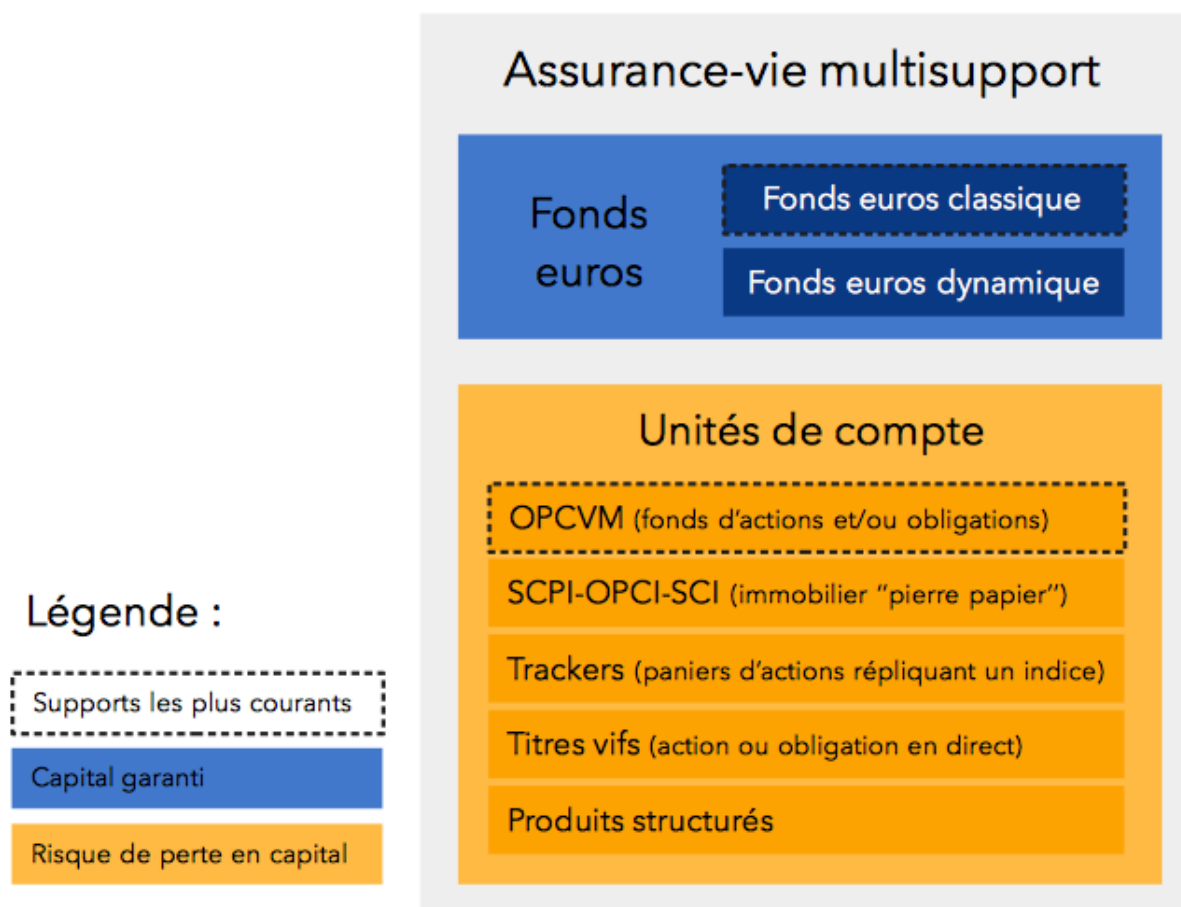 Assurance-vie multisupport
Fonds
euros
Fonds euros classique
Fonds euros dynamique
Unités de compte
OPCVM (fonds d’actions et/ou obligations)
SCPI-OPCI-SCI (immobilier “pierre papier”)
Trackers (paniers d’actions répliquant un indice)
Titres vifs (action ou obligation en direct)
Produits structurés
Légende :
Supports les plus courants
Capital garanti
Risque de perte en capital